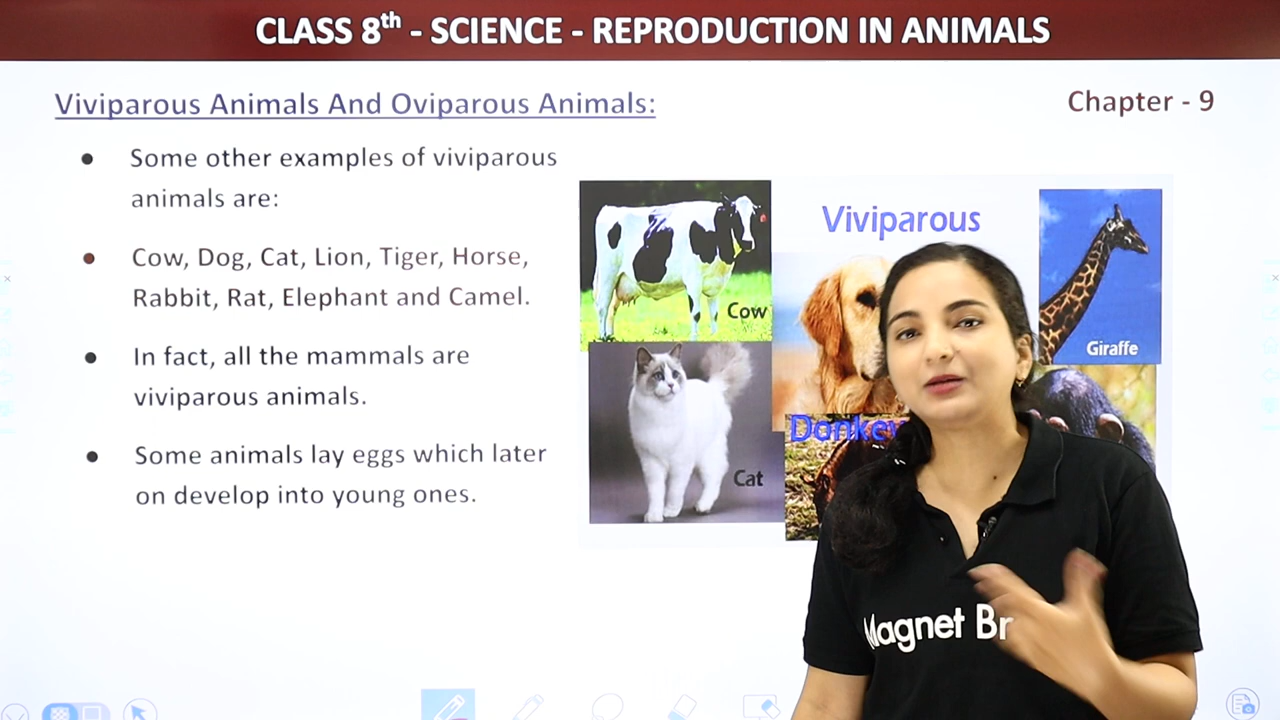 CLASS 8th - SCIENCE - REPRODUCTION IN ANIMALS
Viviparous Animals And Oviparous Animals:
Chapter - 9
Some other examples of viviparous
animals are:
Cow, Dog, Cat, Lion, Tiger, Horse,
Rabbit, Rat, Elephant and Camel.
In fact, all the mammals are
viviparous animals.
Some animals lay eggs which later
on develop into young ones.
Viviparous
Cow
Giraffe
Donkey
Cat
Magnet Br